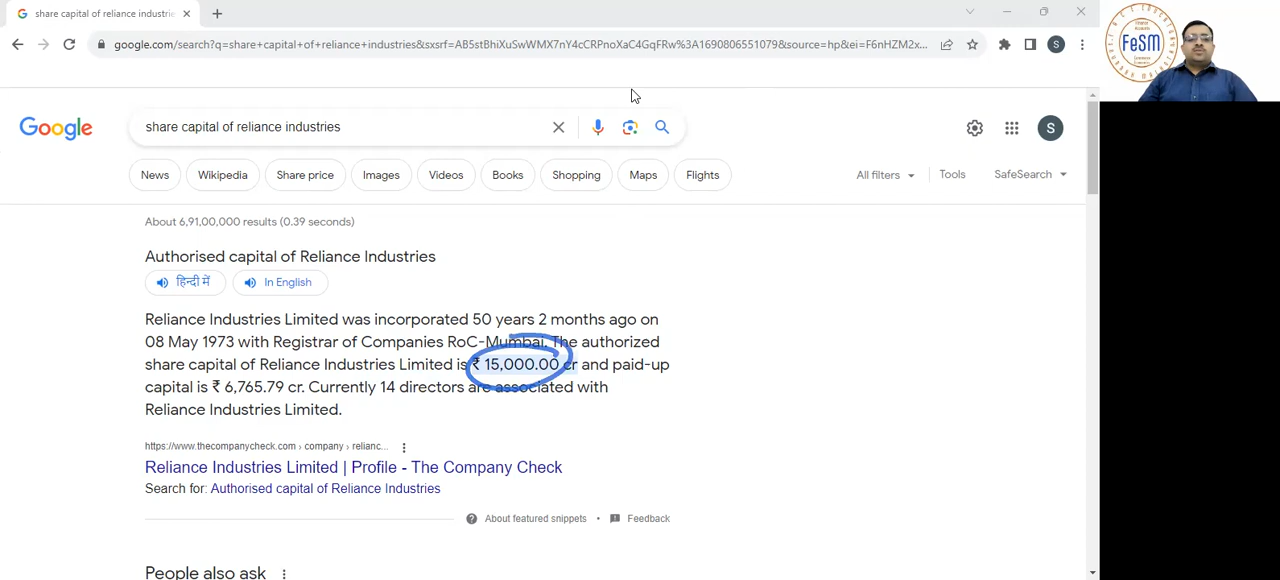 share capital of reliance industrie
google.com/search?q=share+capital+of+reliance+industries&bxsrf=AB5stBhiXuSwWMX7nY4cCRPnoXaC4GqFRw%3A1690806551079&source=hp&ei=F6nHZM2x...
S
FeSM
Google
share capital of reliance industries
S
News
Wikipedia
Share price
Images
Videos
Books
Shopping
Maps
Flights
All filters
Tools
SafeSearch
About 6,91,00,000 results (0.39 seconds)
Authorised capital of Reliance Industries
हिन्दी में
In English
Reliance Industries Limited was incorporated 50 years 2 months ago on
08 May 1973 with Registrar of Companies RoC-Mumbai. The authorized
share capital of Reliance Industries Limited is ₹ 15,000.00 cr and paid-up
capital is ₹ 6,765.79 cr. Currently 14 directors are associated with
Reliance Industries Limited.
https://www.thecompanycheck.com › company › relianc...
Reliance Industries Limited | Profile - The Company Check
Search for: Authorised capital of Reliance Industries
About featured snippets
•
Feedback
People also ask